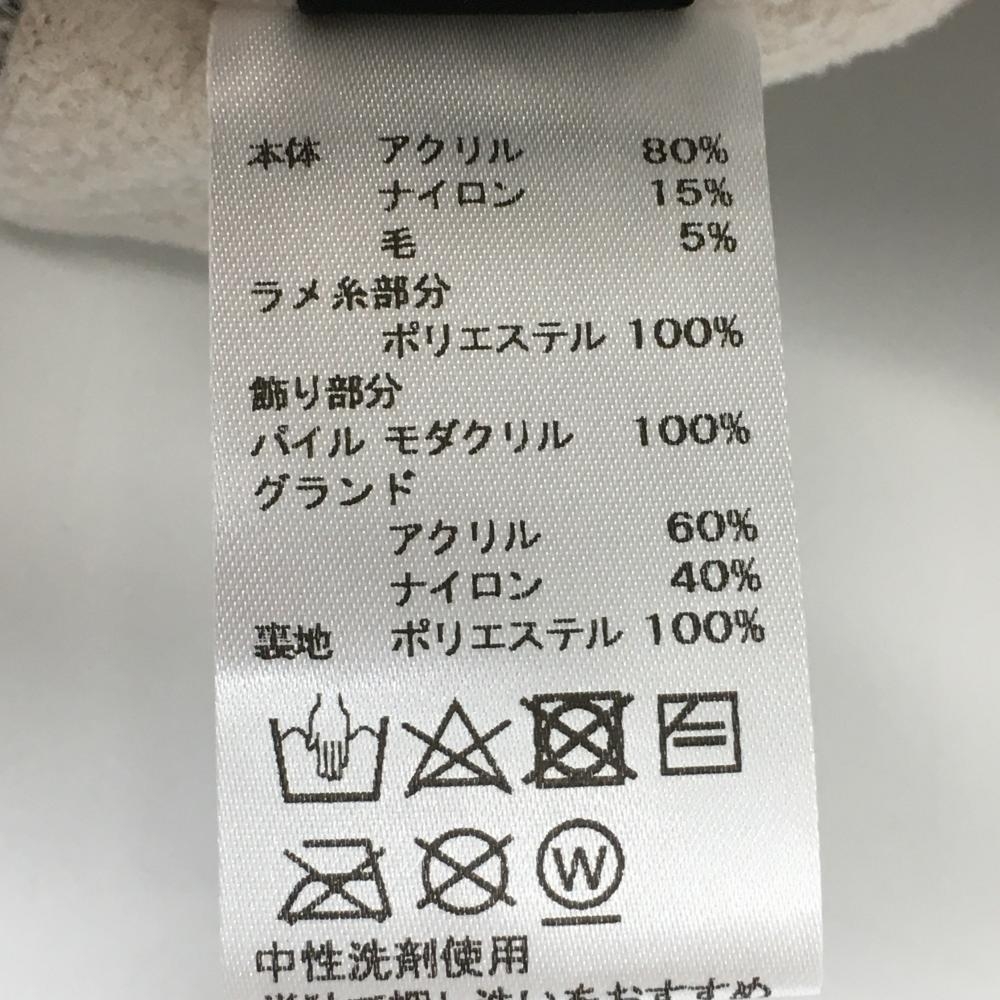 本体 アクリル 80%
ナイロン 15%
毛 5%
ラメ糸部分
ポリエステル 100%
飾り部分
パイル モダクリル 100%
グランド
アクリル 60%
ナイロン 40%
裏地 ポリエステル 100%
W
中性洗剤使用